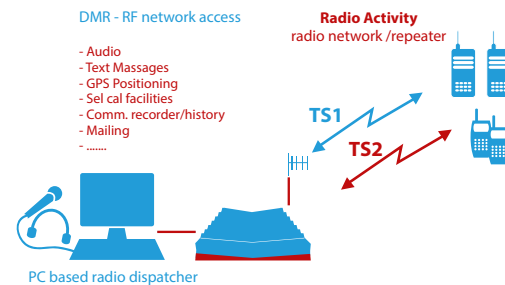 DMR - RF network access
- Audio
- Text Massages
- GPS Positioning
- Sel cal facilities
- Comm. recorder/history
- Mailing
- .......
Radio Activity
radio network /repeater
TS1
TS2
PC based radio dispatcher